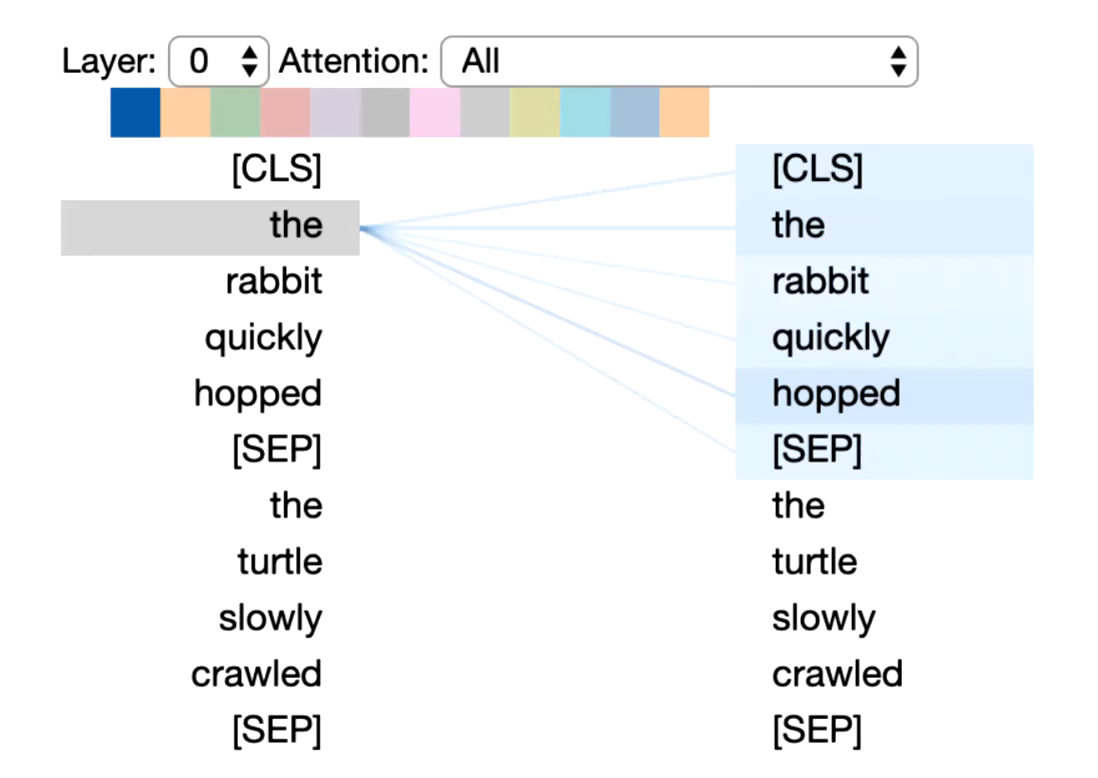 Layer: 0 Attention: All
[CLS] [CLS]
the the
rabbit rabbit
quickly quickly
hopped hopped
[SEP] [SEP]
the the
turtle turtle
slowly slowly
crawled crawled
[SEP] [SEP]